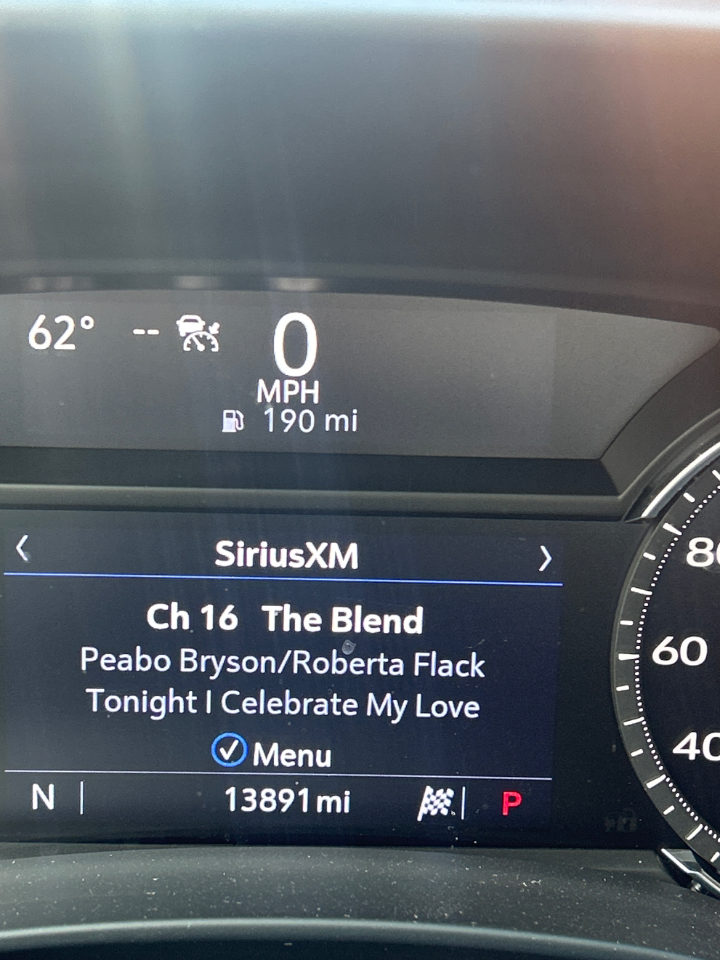 62° -- 0
MPH
190 mi
SiriusXM
Ch 16 The Blend
Peabo Bryson/Roberta Flack
Tonight I Celebrate My Love
Menu
N 13891 mi P
80
60
40